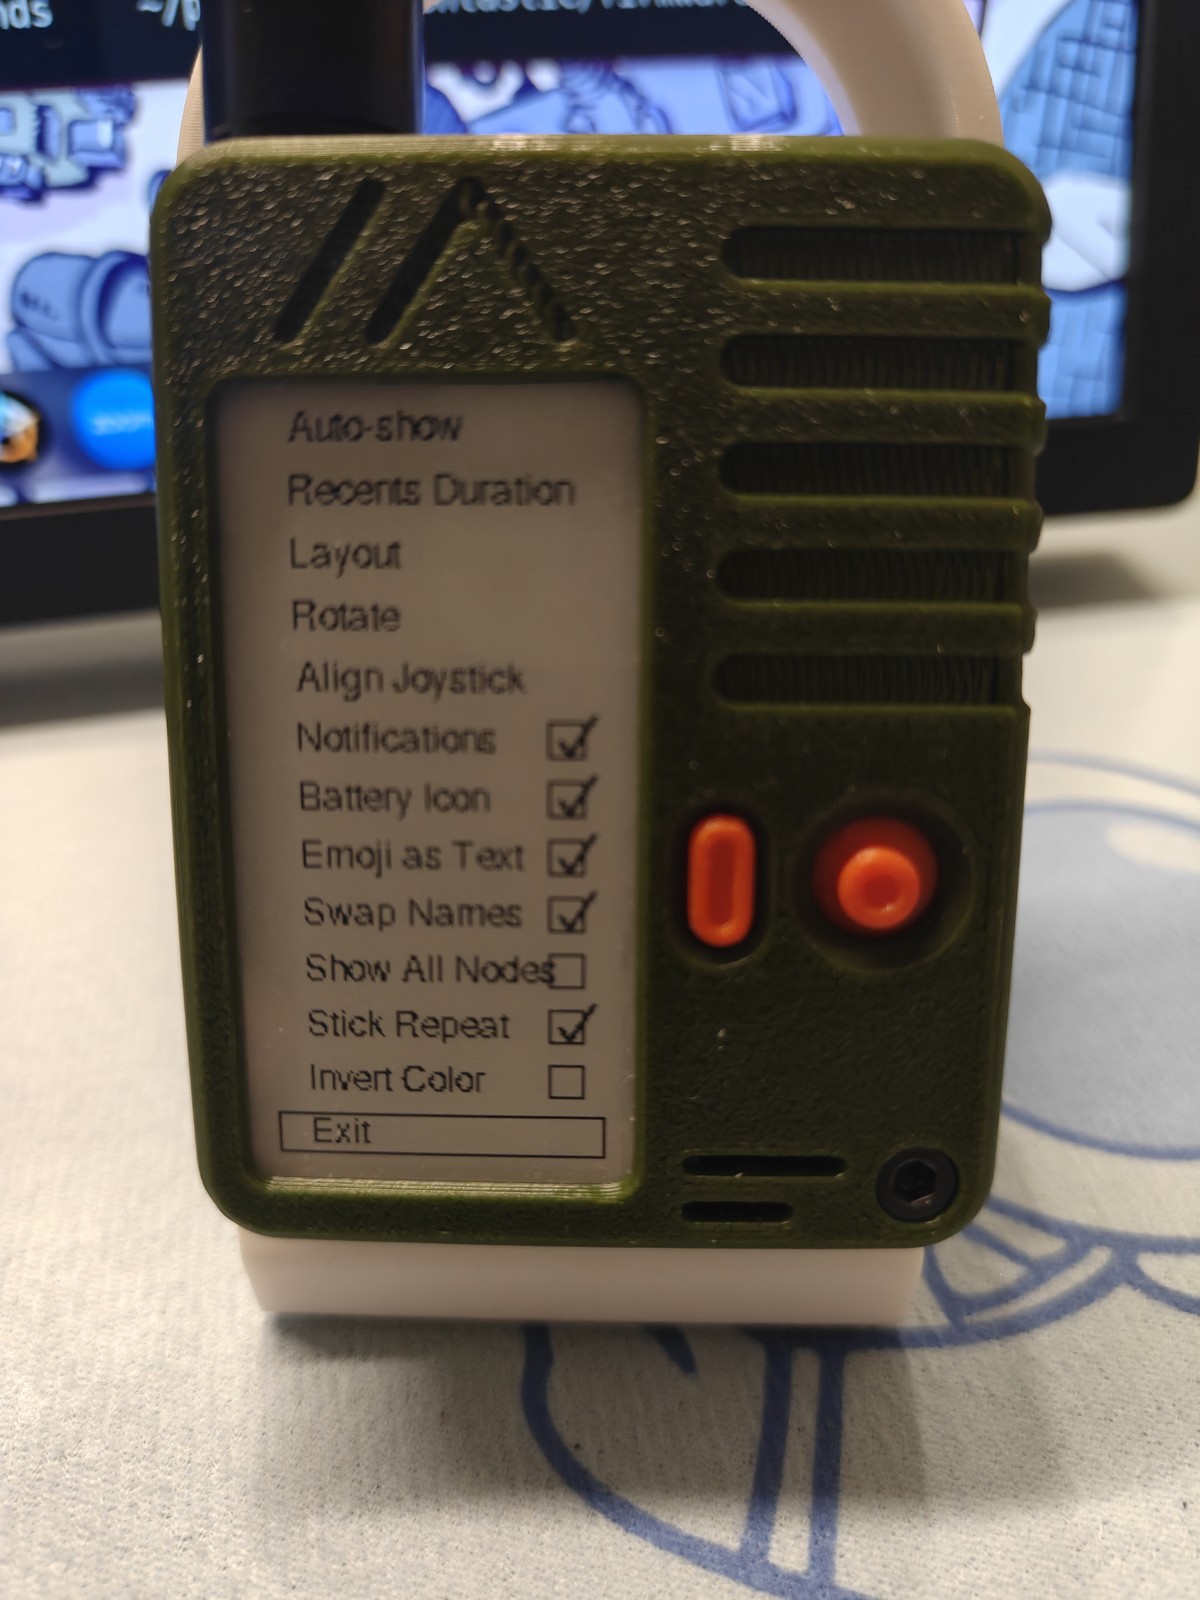 nds ~/p
Auto-show
Recents Duration
Layout
Rotate
Align Joystick
Notifications
Battery Icon
Emoji as Text
Swap Names
Show All Nodes
Stick Repeat
Invert Color
Exit